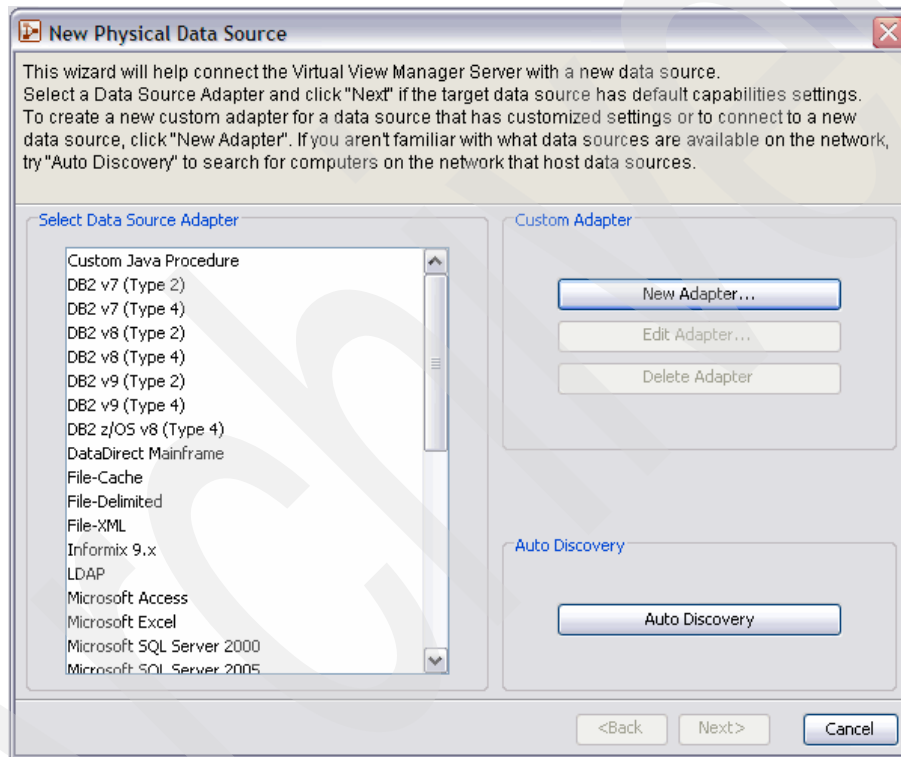 New Physical Data Source
This wizard will help connect the Virtual View Manager Server with a new data source.
Select a Data Source Adapter and click "Next" if the target data source has default capabilities settings.
To create a new custom adapter for a data source that has customized settings or to connect to a new
data source, click "New Adapter". If you aren't familiar with what data sources are available on the network,
try "Auto Discovery" to search for computers on the network that host data sources.
Select Data Source Adapter
Custom Java Procedure
DB2 v7 (Type 2)
DB2 v7 (Type 4)
DB2 v8 (Type 2)
DB2 v8 (Type 4)
DB2 v9 (Type 2)
DB2 v9 (Type 4)
DB2 z/OS v8 (Type 4)
DataDirect Mainframe
File-Cache
File-Delimited
File-XML
Informix 9.x
LDAP
Microsoft Access
Microsoft Excel
Microsoft SQL Server 2000
Microsoft SQL Server 2005
Custom Adapter
New Adapter...
Edit Adapter...
Delete Adapter
Auto Discovery
Auto Discovery
<Back
Next>
Cancel